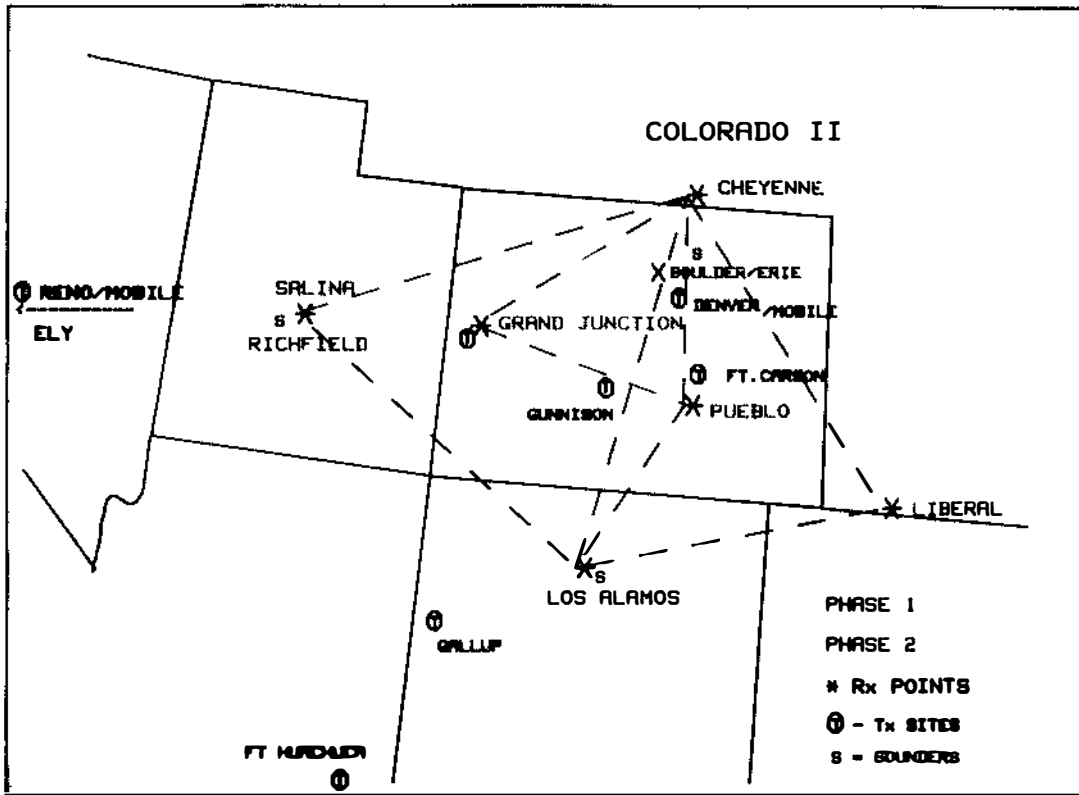 COLORADO II
CHEYENNE
S
BOULDER/ERIE
T RENO/MOBILE
SALINA
T DENVER/MOBILE
ELY
S
RICHFIELD
GRAND JUNCTION
T
T FT.CARSON
T
GUNNISON
PUEBLO
LIBERAL
S
LOS ALAMOS
PHASE 1
T
GALLUP
PHASE 2
* Rx POINTS
T - Tx SITES
FT HURCHUCA
S = SOUNDERS
T